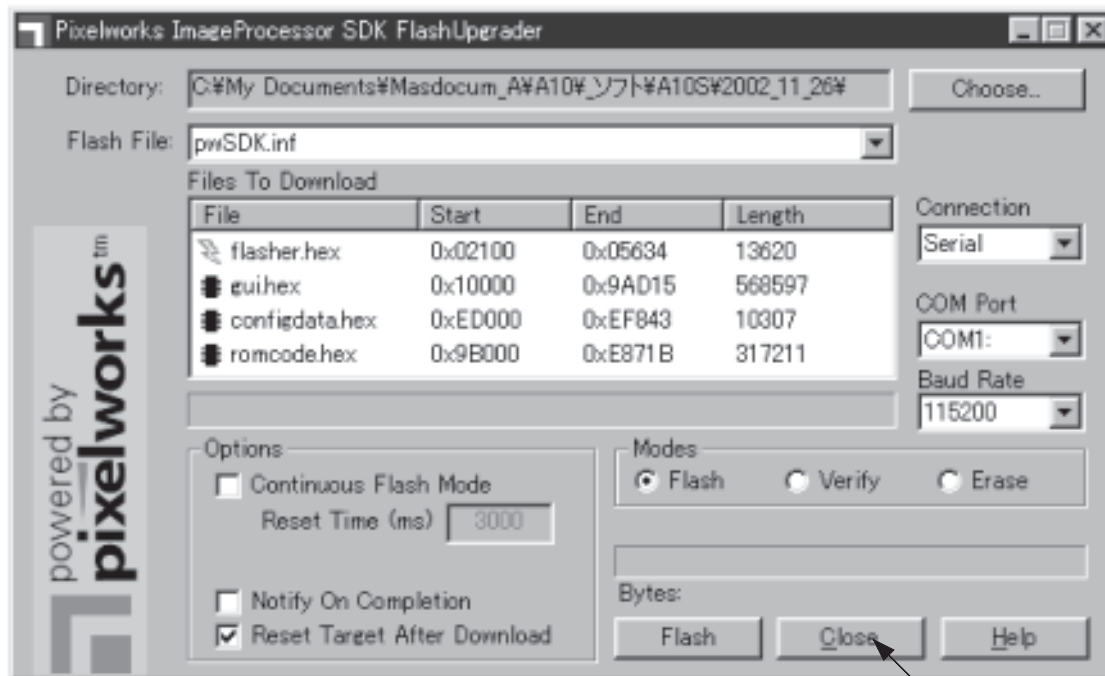 Pixelworks ImageProcessor SDK FlashUpgrader
Directory: C:¥My Documents¥Masdocum_A¥A10¥_ソフト¥A10S¥2002_11_26¥ Choose..
Flash File: pwSDK.inf
Files To Download
File Start End Length
flasher.hex 0x02100 0x05634 13620
gui.hex 0x10000 0x9AD15 568597
configdata.hex 0xED000 0xEF843 10307
romcode.hex 0x9B000 0xE871B 317211
Connection
Serial
COM Port
COM1:
Baud Rate
115200
powered by
pixelworks™
Options
Continuous Flash Mode
Reset Time (ms) 3000
Notify On Completion
Reset Target After Download
Modes
Flash Verify Erase
Bytes:
Flash Close Help